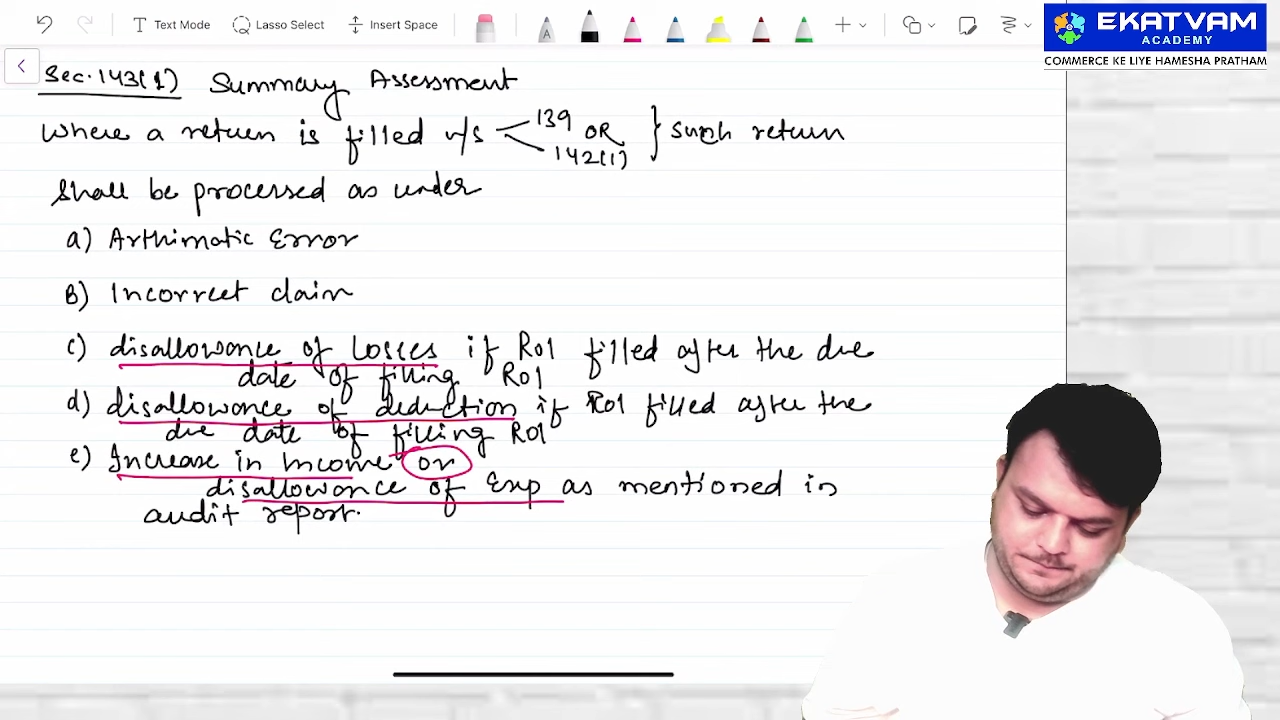 Text Mode Lasso Select Insert Space
EKATVAM
ACADEMY
COMMERCE KE LIYE HAMESHA PRATHAM
Sec. 143(1) Summary Assessment
Where a return is filled u/s 139 OR 142(1) } such return
Shall be processed as under
a) Arthimatic Error
B) Incorrect claim
c) disallowance of Losses if ROI filled after the due
date of filling ROI
d) disallowance of deduction if ROI filled after the
due date of filling ROI
e) Increase in Income or
disallowance of Exp as mentioned in
audit report.